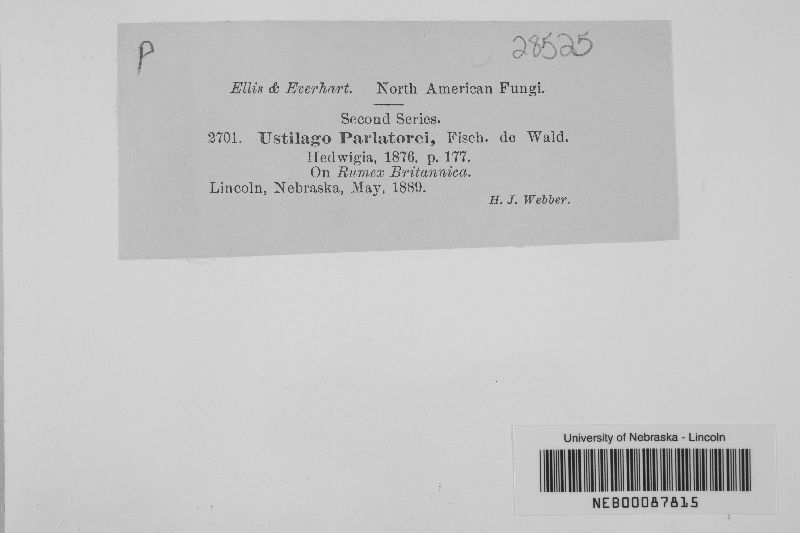 P
28525
Ellis & Everhart. North American Fungi.
Second Series.
2701. Ustilago Parlatorei, Fisch. de Wald.
Hedwigia, 1876, p. 177.
On Rumex Britannica.
Lincoln, Nebraska, May, 1889.
H. J. Webber.
University of Nebraska - Lincoln
NEB00087815